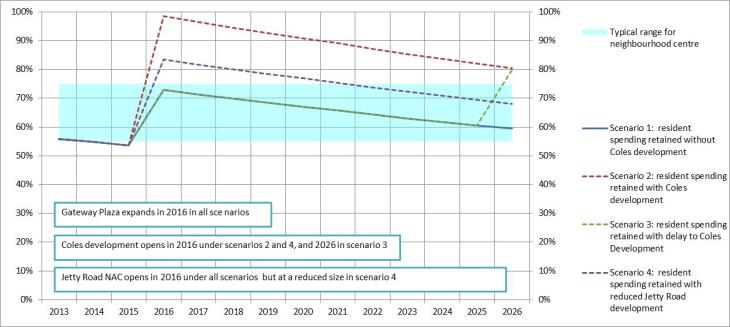 100%
90%
80%
70%
60%
50%
40%
30%
20%
10%
0%
100%
90%
80%
70%
60%
50%
40%
30%
20%
10%
0%
Gateway Plaza expands in 2016 in all sce narios
Coles development opens in 2016 under scenarios 2 and 4, and 2026 in scenario 3
Jetty Road NAC opens in 2016 under all scenarios but at a reduced size in scenario 4
2013 2014 2015 2016 2017 2018 2019 2020 2021 2022 2023 2024 2025 2026
Typical range for
neighbourhood centre
Scenario 1: resident
spending retained without
Coles development
Scenario 2: resident spending
retained with Coles
development
Scenario 3: resident spending
retained with delay to Coles
Development
Scenario 4: resident
spending retained with
reduced Jetty Road
development